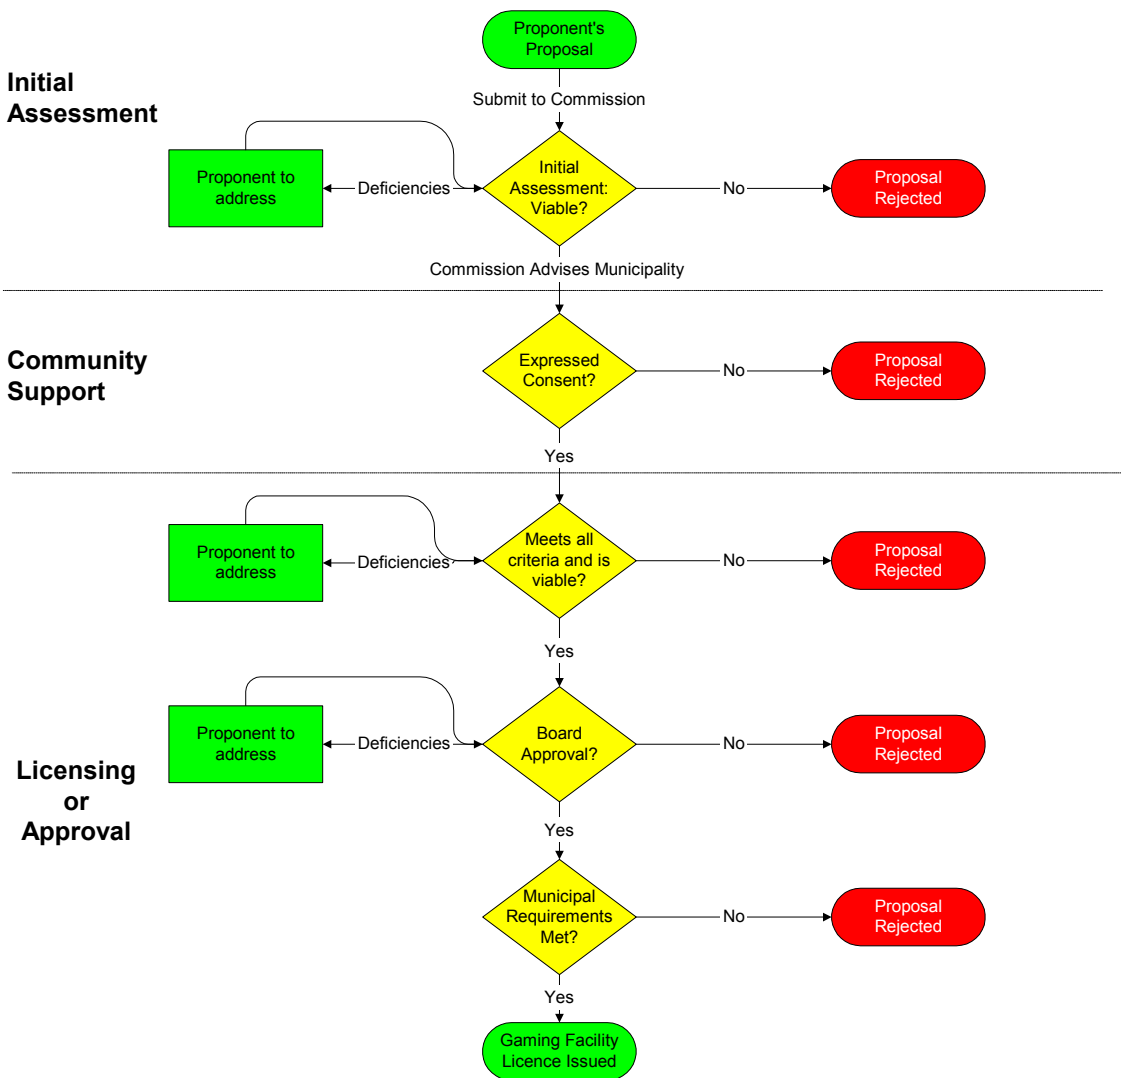 Proponent's
Proposal
Initial
Assessment
Submit to Commission
Proponent to
address
Deficiencies
Initial
Assessment:
Viable?
No
Proposal
Rejected
Commission Advises Municipality
Community
Support
Expressed
Consent?
No
Proposal
Rejected
Yes
Proponent to
address
Deficiencies
Meets all
criteria and is
viable?
No
Proposal
Rejected
Yes
Licensing
or
Approval
Proponent to
address
Deficiencies
Board
Approval?
No
Proposal
Rejected
Yes
Municipal
Requirements
Met?
No
Proposal
Rejected
Yes
Gaming Facility
Licence Issued